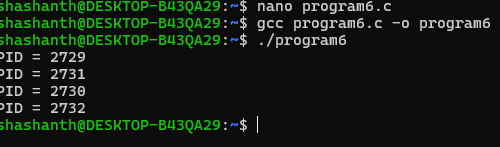 shashanth@DESKTOP-B43QA29:~$ nano program6.c
shashanth@DESKTOP-B43QA29:~$ gcc program6.c -o program6
shashanth@DESKTOP-B43QA29:~$ ./program6
PID = 2729
PID = 2731
PID = 2730
PID = 2732
shashanth@DESKTOP-B43QA29:~$